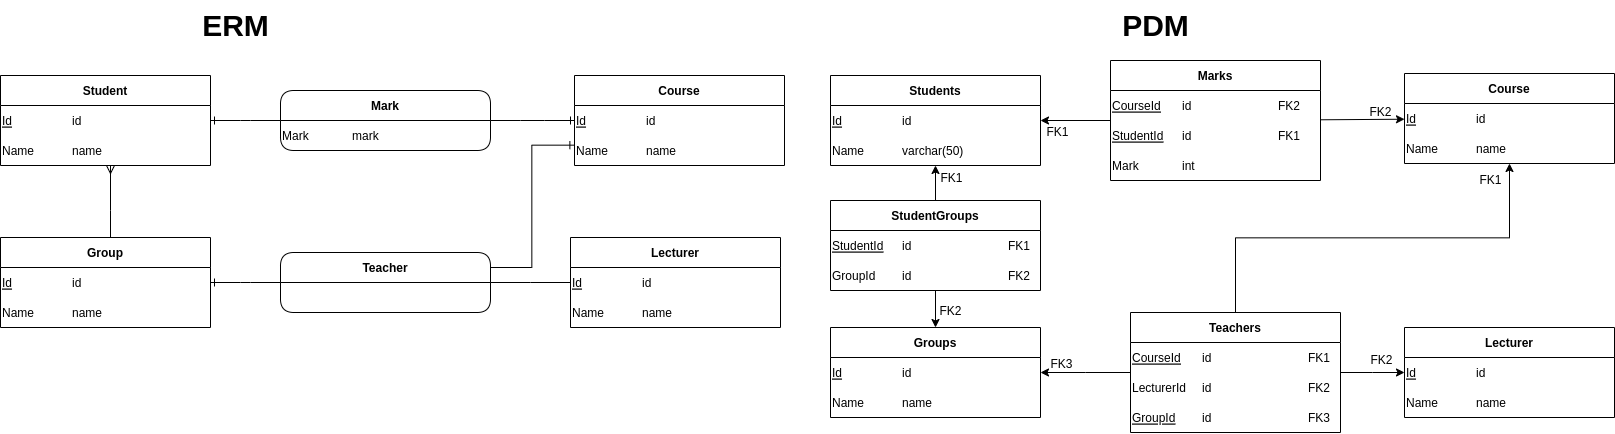 ERM
PDM
Student
Id id
Name name
Mark
Mark mark
Course
Id id
Name name
Group
Id id
Name name
Teacher
Lecturer
Id id
Name name
Students
Id id
Name varchar(50)
FK1
Marks
CourseId id FK2
StudentId id FK1
Mark int
FK2
Course
Id id
Name name
FK1
FK1
StudentGroups
StudentId id FK1
GroupId id FK2
FK2
Groups
Id id
Name name
FK3
Teachers
CourseId id FK1
LecturerId id FK2
GroupId id FK3
FK2
Lecturer
Id id
Name name